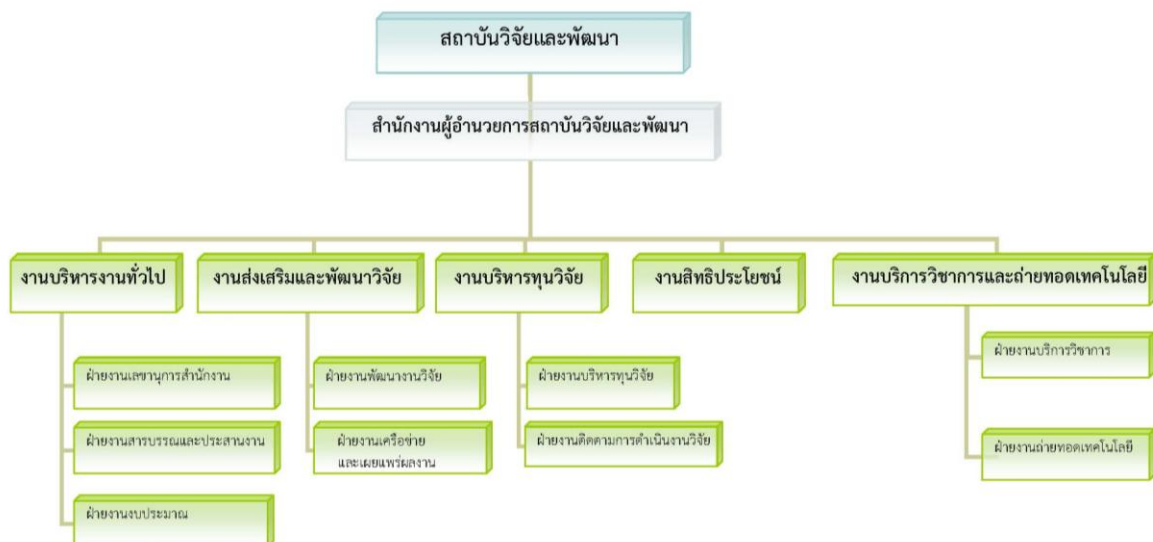 สถาบันวิจัยและพัฒนา
สำนักงานผู้อำนวยการสถาบันวิจัยและพัฒนา
งานบริหารงานทั่วไป
ฝ่ายงานเลขานุการสำนักงาน
ฝ่ายงานสารบรรณและประสานงาน
ฝ่ายงานงบประมาณ
งานส่งเสริมและพัฒนาวิจัย
ฝ่ายงานพัฒนางานวิจัย
ฝ่ายงานเครือข่าย
และเผยแพร่ผลงาน
งานบริหารทุนวิจัย
ฝ่ายงานบริหารทุนวิจัย
ฝ่ายงานติดตามการดำเนินงานวิจัย
งานสิทธิประโยชน์
งานบริการวิชาการและถ่ายทอดเทคโนโลยี
ฝ่ายงานบริการวิชาการ
ฝ่ายงานถ่ายทอดเทคโนโลยี